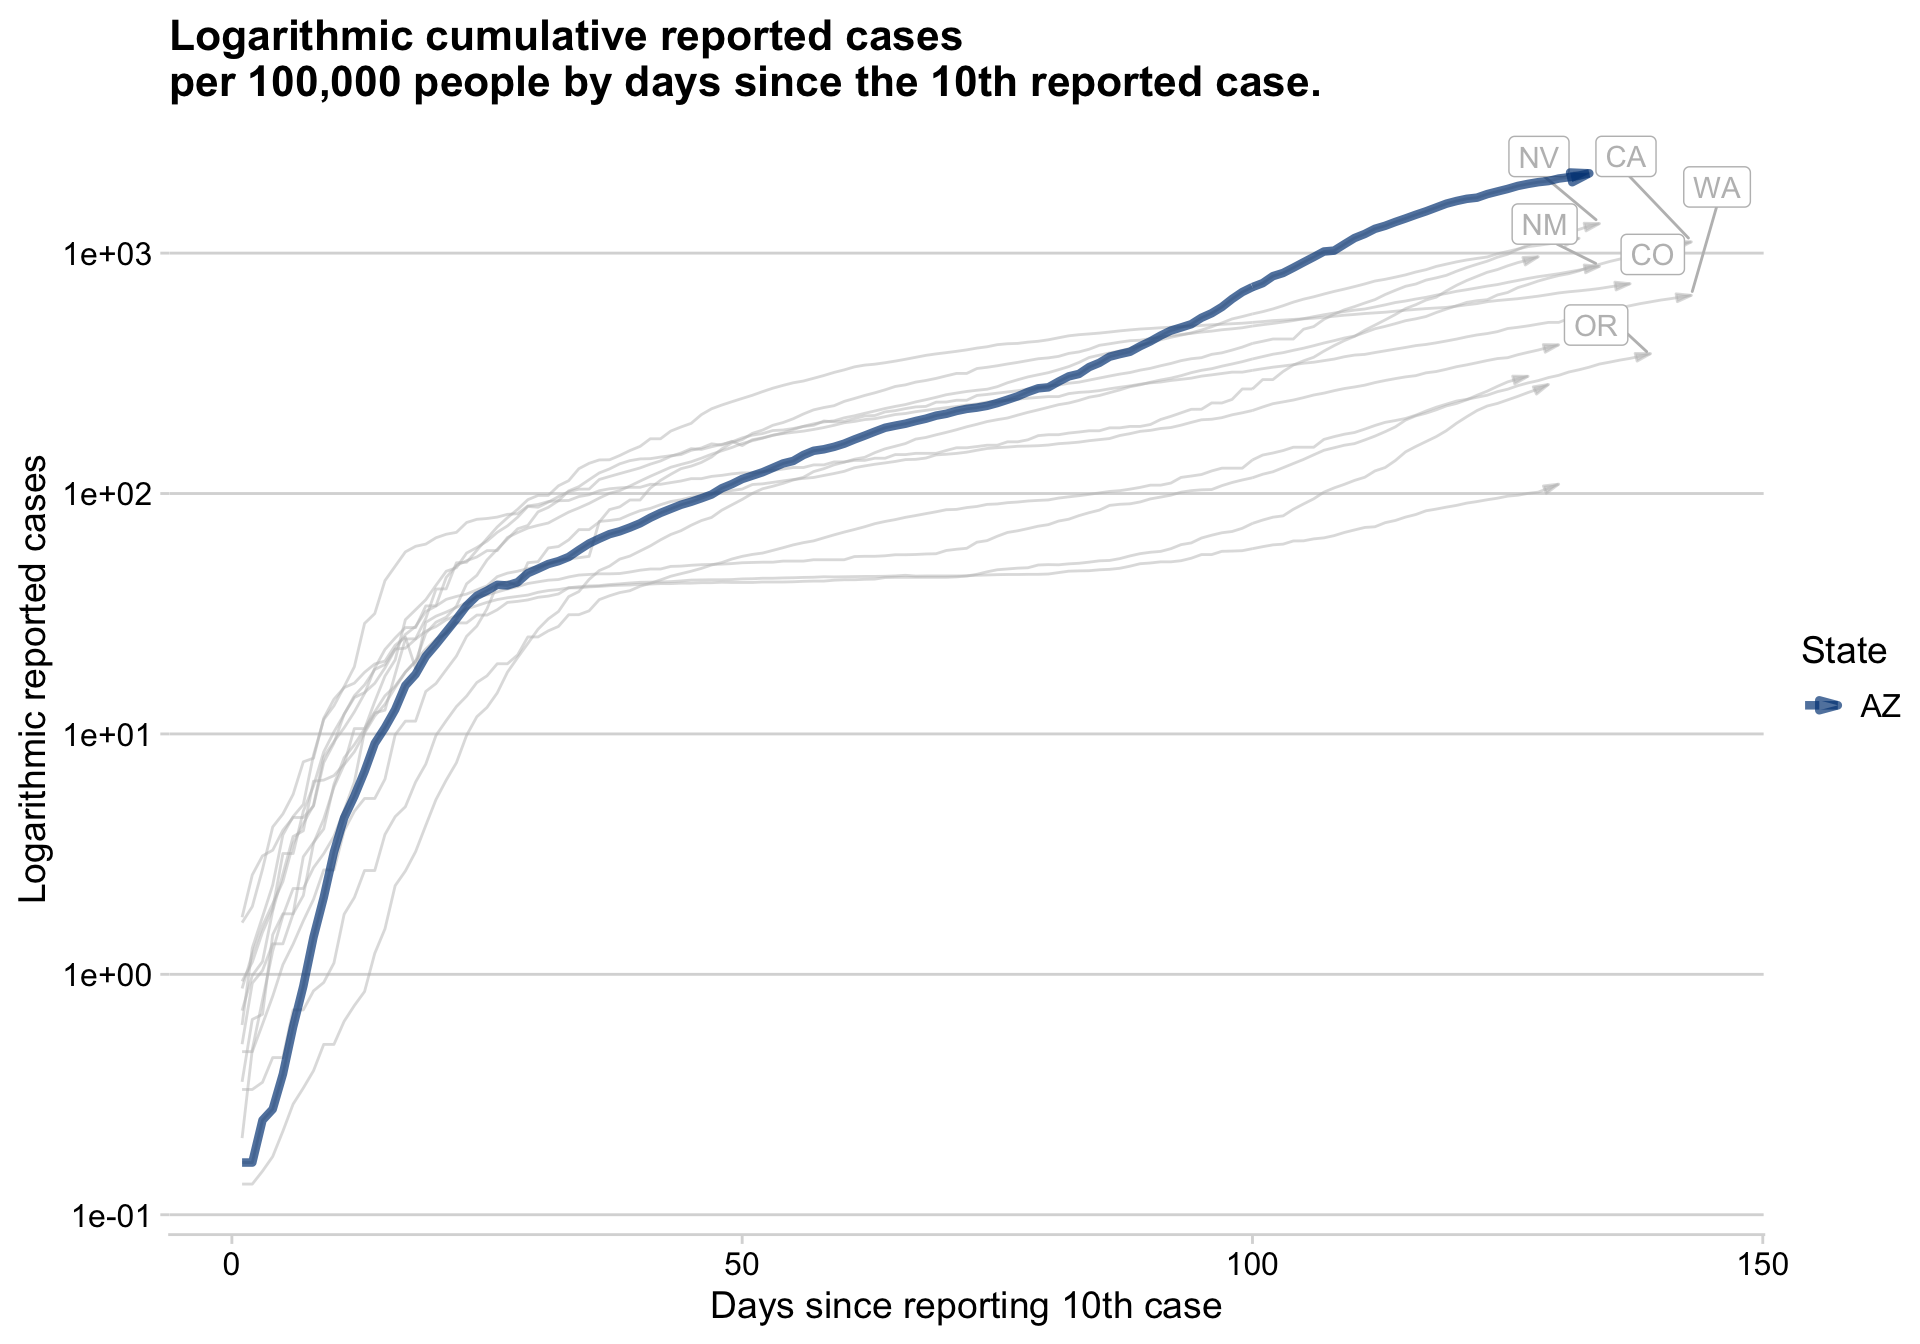 Logarithmic cumulative reported cases
per 100,000 people by days since the 10th reported case.
NV
CA
WA
NM
CO
OR
1e+03
1e+02
1e+01
1e+00
1e-01
Logarithmic reported cases
State
AZ
0
50
100
150
Days since reporting 10th case